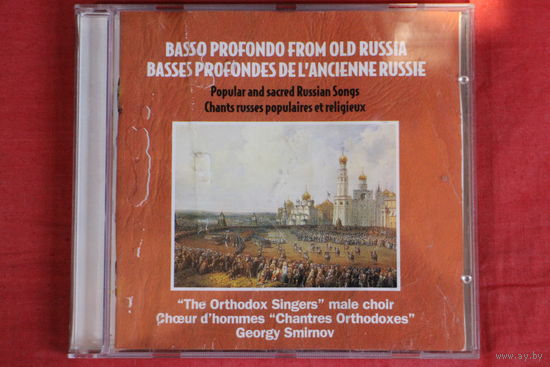 BASSO PROFONDO FROM OLD RUSSIA
BASSES PROFONDES DE L'ANCIENNE RUSSIE
Popular and sacred Russian Songs
Chants russes populaires et religieux
“The Orthodox Singers” male choir
Chœur d'hommes “Chantres Orthodoxes”
Georgy Smirnov
www.ay.by